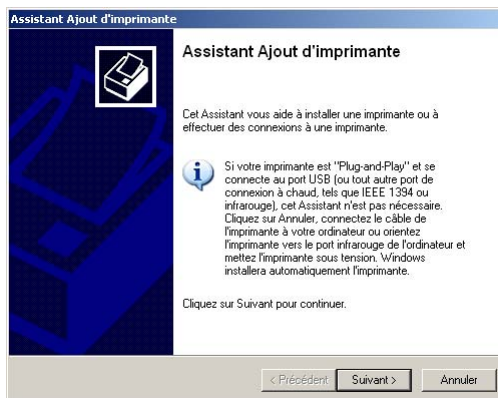 Assistant Ajout d'imprimante
Assistant Ajout d'imprimante
Cet Assistant vous aide à installer une imprimante ou à
effectuer des connexions à une imprimante.
Si votre imprimante est "Plug-and-Play" et se
connecte au port USB (ou tout autre port de
connexion à chaud, tels que IEEE 1394 ou
infrarouge), cet Assistant n'est pas nécessaire.
Cliquez sur Annuler, connectez le câble de
l'imprimante à votre ordinateur ou orientez
l'imprimante vers le port infrarouge de l'ordinateur et
mettez l'imprimante sous tension. Windows
installera automatiquement l'imprimante.
Cliquez sur Suivant pour continuer.
< Précédent Suivant > Annuler